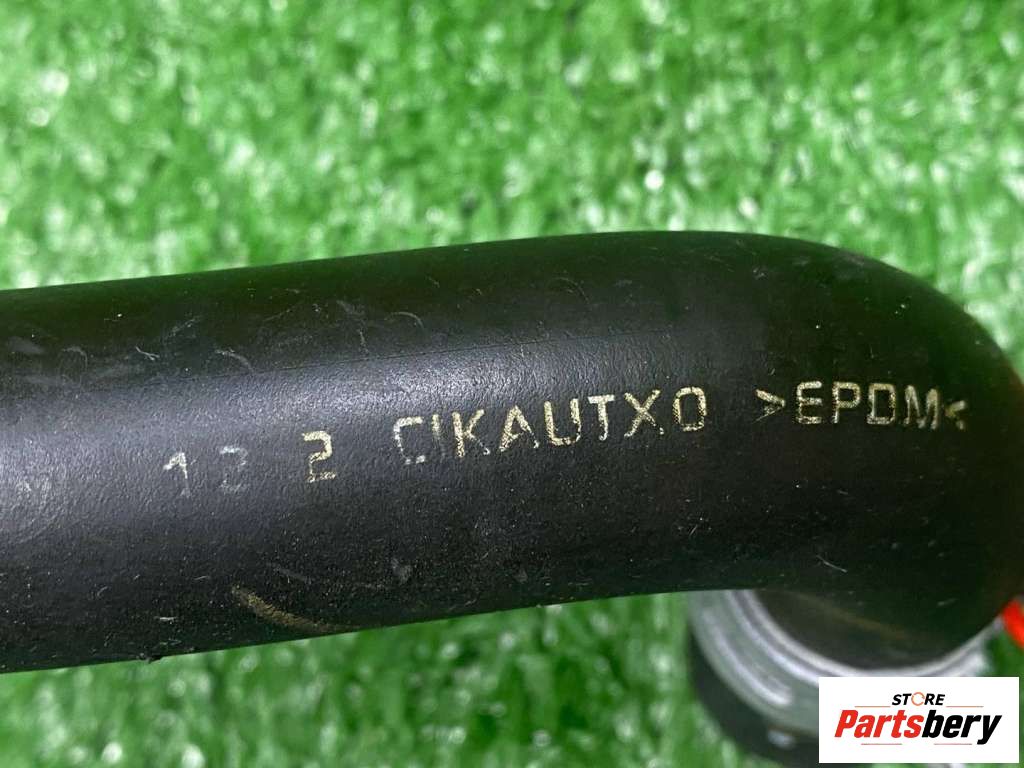 12 2 CIKAUTXO >EPDM<
STORE
Partsbery